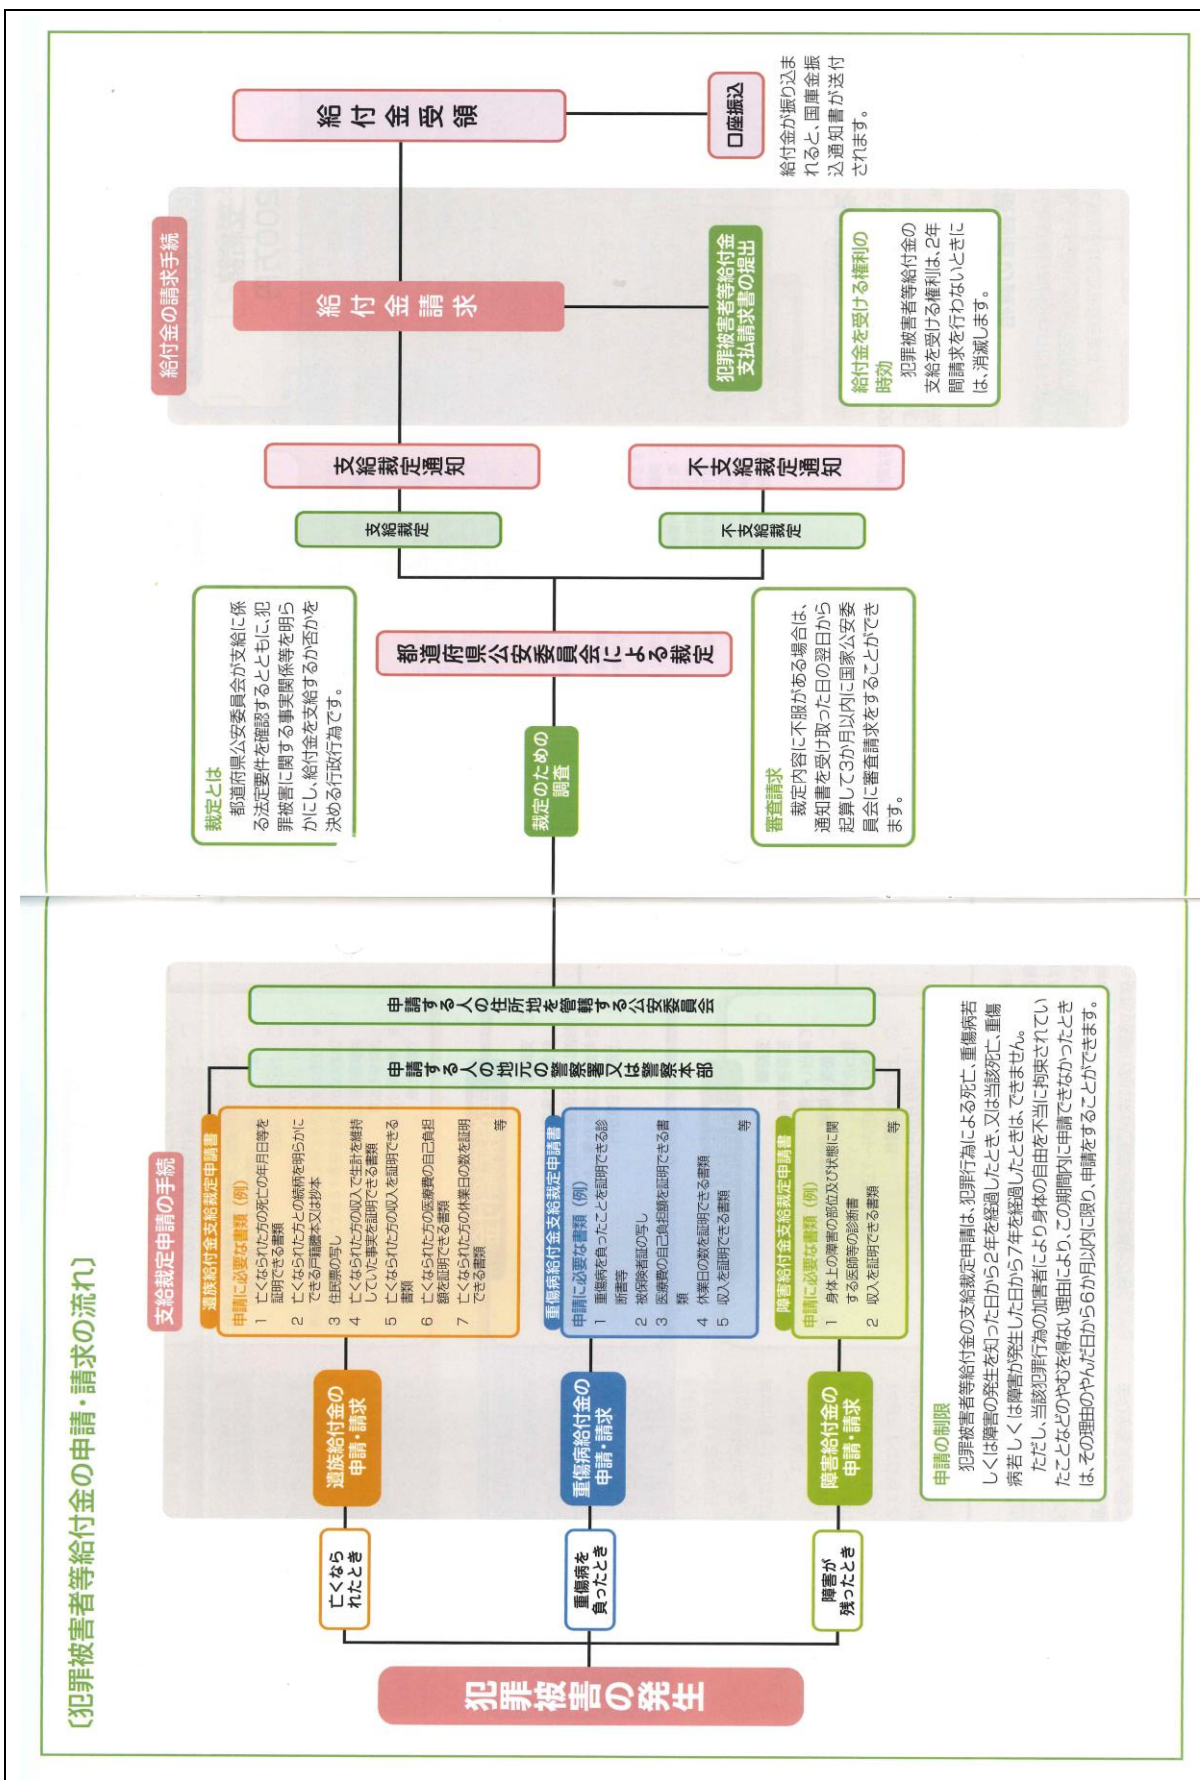 〔犯罪被害者等給付金の申請・請求の流れ〕
犯罪被害の発生
亡くなら
れたとき
重傷病を
負ったとき
障害が
残ったとき
支給裁定申請の手続
遺族給付金の
申請・請求
遺族給付金支給裁定申請書
申請に必要な書類（例）
1 亡くなられた方の死亡の年月日等を
証明できる書類
2 亡くなられた方との続柄を明らかに
できる戸籍謄本又は抄本
3 住民票の写し
4 亡くなられた方の収入で生計を維持
していた事実を証明できる書類
5 亡くなられた方の収入を証明できる
書類
6 亡くなられた方の医療費の自己負担
額を証明できる書類
7 亡くなられた方の休業日の数を証明
できる書類
等
重傷病給付金の
申請・請求
重傷病給付金支給裁定申請書
申請に必要な書類（例）
1 重傷病を負ったことを証明できる診
断書等
2 被保険者証の写し
3 医療費の自己負担額を証明できる書
類
4 休業日の数を証明できる書類
5 収入を証明できる書類
等
障害給付金の
申請・請求
障害給付金支給裁定申請書
申請に必要な書類（例）
1 身体上の障害の部位及び状態に関
する医師等の診断書
2 収入を証明できる書類
等
申請する人の地元の警察署又は警察本部
申請する人の住所地を管轄する公安委員会
申請の制限
犯罪被害者等給付金の支給裁定申請は、犯罪行為による死亡、重傷病若
しくは障害の発生を知った日から2年を経過したとき、又は当該死亡、重傷
病若しくは障害が発生した日から7年を経過したときは、できません。
ただし、当該犯罪行為の加害者により身体の自由を不当に拘束されてい
たことなどのやむを得ない理由により、この期間内に申請できなかったとき
は、その理由のやんだ日から6か月以内に限り、申請をすることができます。
裁定のための
調査
都道府県公安委員会による裁定
裁定とは
都道府県公安委員会が支給に係
る法定要件を確認するとともに、犯
罪被害に関する事実関係等を明ら
かにし、給付金を支給するか否かを
決める行政行為です。
審査請求
裁定内容に不服がある場合は、
通知書を受け取った日の翌日から
起算して3か月以内に国家公安委
員会に審査請求をすることができ
ます。
支給裁定
支給裁定通知
不支給裁定
不支給裁定通知
給付金の請求手続
給付金請求
犯罪被害者等給付金
支払請求書の提出
給付金を受ける権利の
時効
犯罪被害者等給付金の
支給を受ける権利は、2年
間請求を行わないときに
は、消滅します。
給付金受領
口座振込
給付金が振り込ま
れると、国庫金振
込通知書が送付
されます。